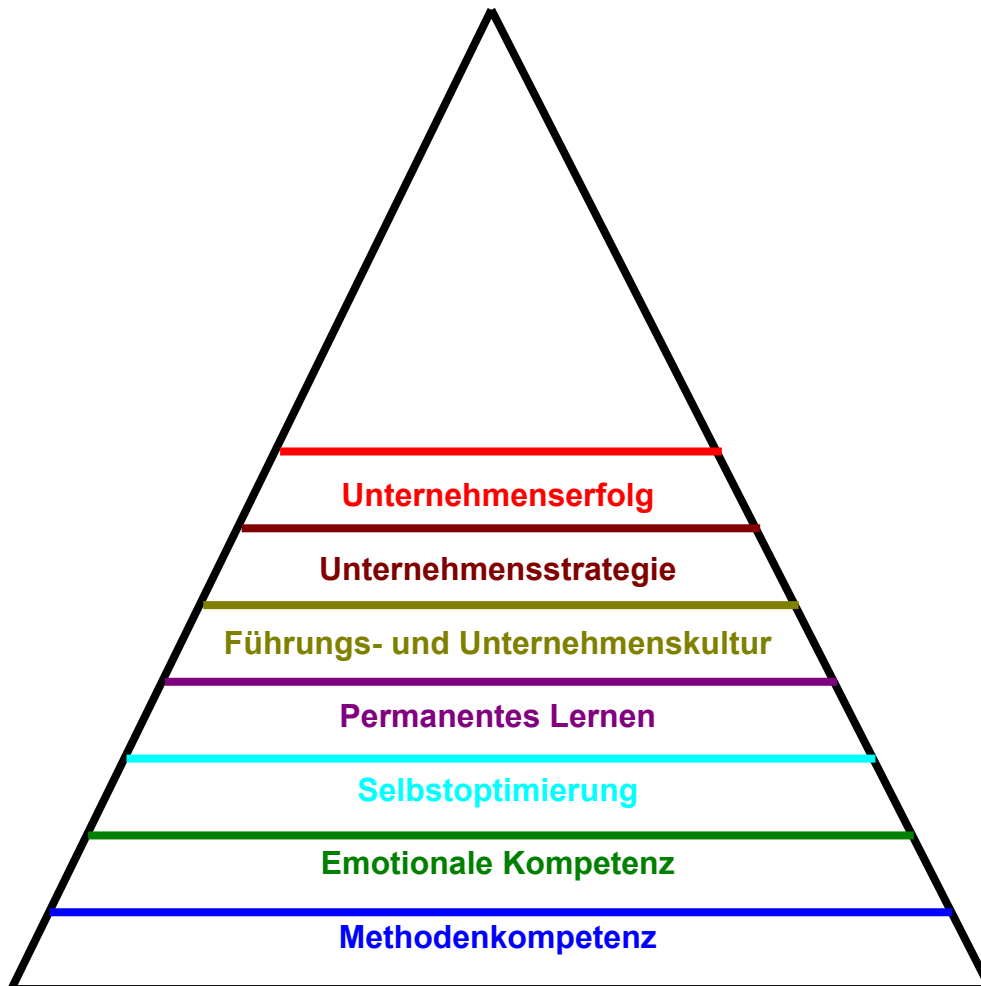 Unternehmenserfolg
Unternehmensstrategie
Führungs- und Unternehmenskultur
Permanentes Lernen
Selbstoptimierung
Emotionale Kompetenz
Methodenkompetenz